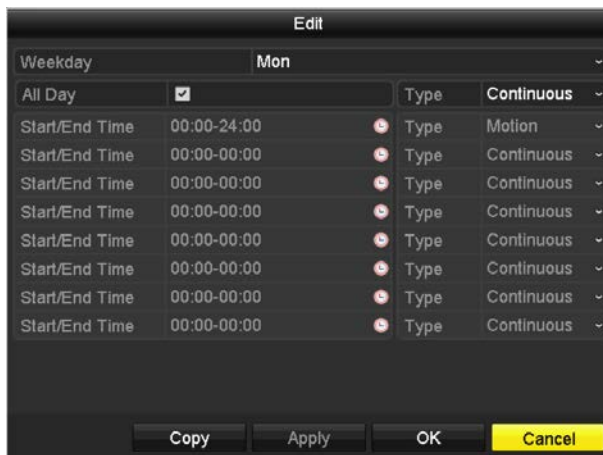 Edit
Weekday Mon
All Day Type Continuous
Start/End Time 00:00-24:00 Type Motion
Start/End Time 00:00-00:00 Type Continuous
Start/End Time 00:00-00:00 Type Continuous
Start/End Time 00:00-00:00 Type Continuous
Start/End Time 00:00-00:00 Type Continuous
Start/End Time 00:00-00:00 Type Continuous
Start/End Time 00:00-00:00 Type Continuous
Start/End Time 00:00-00:00 Type Continuous
Copy Apply OK Cancel